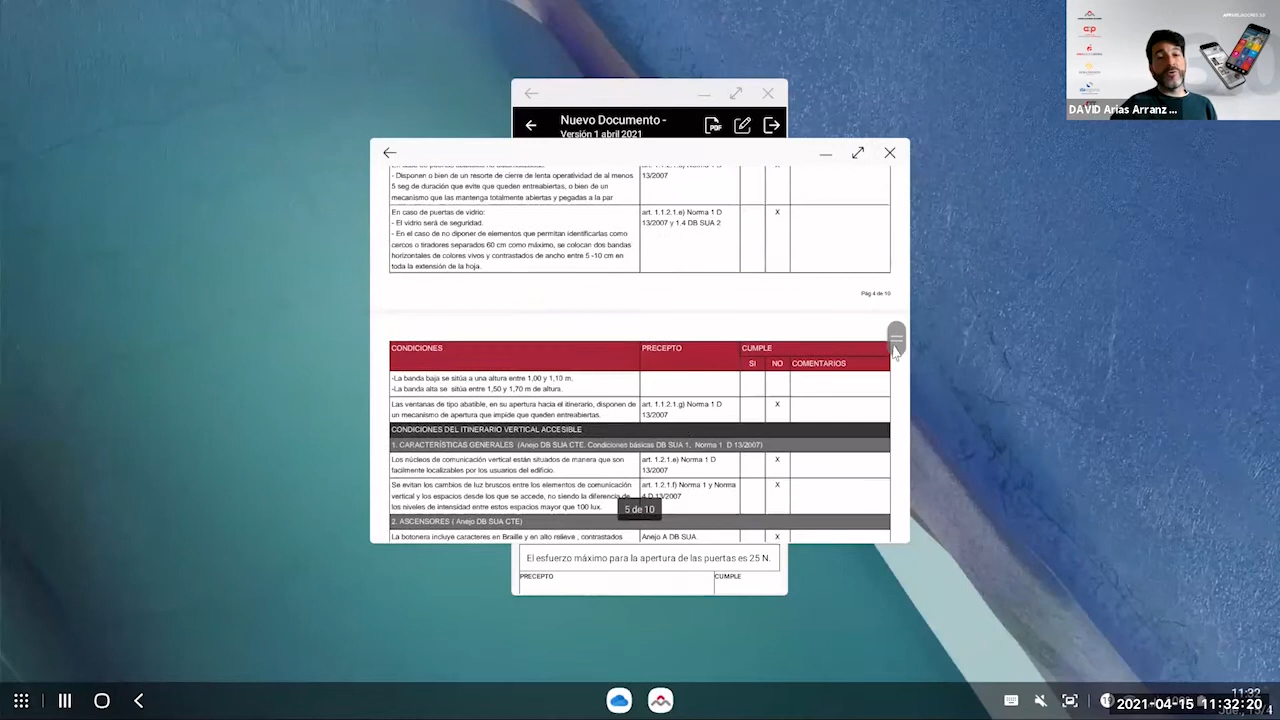 APPAREJADORES 2.0
DAVID Arias Arranz ...
Nuevo Documento -
Versión 1 abril 2021
PDF
- Disponen o bien de un resorte de cierre de lenta operatividad de al menos
5 seg de duración que evite que queden entreabiertas, o bien de un
mecanismo que las mantenga totalmente abiertas y pegadas a la par
13/2007
En caso de puertas de vidrio:
- El vidrio será de seguridad.
- En el caso de no diponer de elementos que permitan identificarlas como
cercos o tiradores separados 60 cm como máximo, se colocan dos bandas
horizontales de colores vivos y contrastados de ancho entre 5 -10 cm en
toda la extensión de la hoja.
art. 1.1.2.1.e) Norma 1 D
13/2007 y 1.4 DB SUA 2
X
Pág 4 de 10
CONDICIONES PRECEPTO CUMPLE
SI NO COMENTARIOS
-La banda baja se sitúa a una altura entre 1,00 y 1,10 m.
-La banda alta se sitúa entre 1,50 y 1,70 m de altura.
Las ventanas de tipo abatible, en su apertura hacia el itinerario, disponen de
un mecanismo de apertura que impide que queden entreabiertas.
art. 1.1.2.1.g) Norma 1 D
13/2007
X
CONDICIONES DEL ITINERARIO VERTICAL ACCESIBLE
1. CARACTERÍSTICAS GENERALES (Anejo DB SUA CTE. Condiciones básicas DB SUA 1. Norma 1 D 13/2007)
Los núcleos de comunicación vertical están situados de manera que son
facilmente localizables por los usuarios del edificio.
art. 1.2.1.e) Norma 1 D
13/2007
X
Se evitan los cambios de luz bruscos entre los elementos de comunicación
vertical y los espacios desde los que se accede, no siendo la diferencia de
los niveles de intensidad entre estos espacios mayor que 100 lux.
art. 1.2.1.f) Norma 1 y Norma
4 D 13/2007
X
5 de 10
2. ASCENSORES ( Anejo DB SUA CTE)
La botonera incluye caracteres en Braille y en alto relieve , contrastados
Anejo A DB SUA.
X
El esfuerzo máximo para la apertura de las puertas es 25 N.
PRECEPTO CUMPLE
11:32
2021-04-15 11:32:20